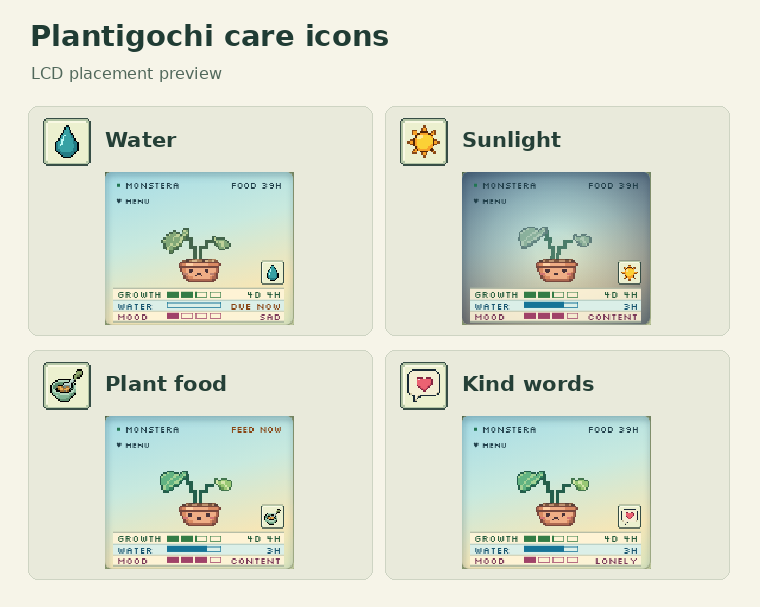 Plantigochi care icons
LCD placement preview
Water
MONSTERA FOOD 39H
MENU
GROWTH 4D 4H
WATER DUE NOW
MOOD SAD
Sunlight
MONSTERA FOOD 39H
MENU
GROWTH 4D 4H
WATER 3H
MOOD CONTENT
Plant food
MONSTERA FEED NOW
MENU
GROWTH 4D 4H
WATER 3H
MOOD CONTENT
Kind words
MONSTERA FOOD 39H
MENU
GROWTH 4D 4H
WATER 3H
MOOD LONELY